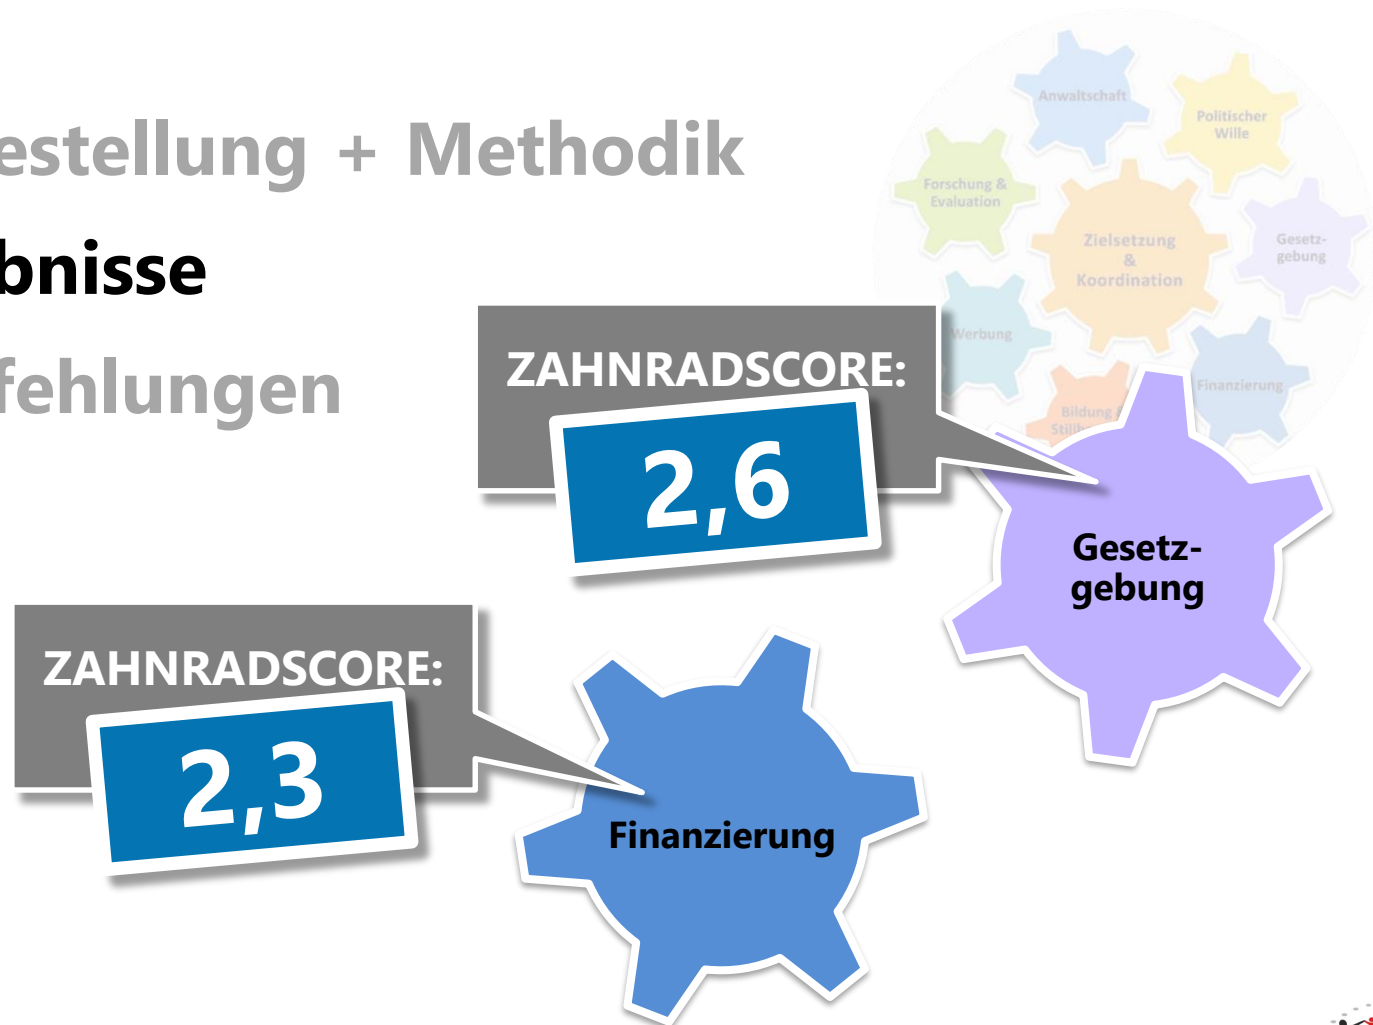 estellung + Methodik
bnisse
fehlungen
Anwaltschaft
Politischer
Wille
Forschung &
Evaluation
Zielsetzung
&
Koordination
Gesetz-
gebung
Werbung
Finanzierung
Bildung
ZAHNRADSCORE:
2,6
Gesetz-
gebung
ZAHNRADSCORE:
2,3
Finanzierung